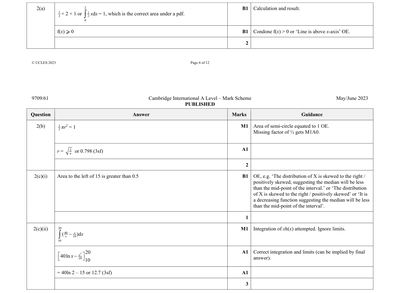 2(a)
½ × 2 × 1 or ∫ ½ xdx = 1, which is the correct area under a pdf.
B1
Calculation and result.
f(x) ⩾ 0
B1
Condone f(x) > 0 or ‘Line is above x-axis’ OE.
2
© UCLES 2023
Page 6 of 12
9709/61
Cambridge International A Level – Mark Scheme
May/June 2023
PUBLISHED
Question
Answer
Marks
Guidance
2(b)
½ πr² = 1
M1
Area of semi-circle equated to 1 OE.
Missing factor of ½ gets M1A0.
or 0.798 (3sf)
A1
2
2(c)(i)
Area to the left of 15 is greater than 0.5
B1
OE, e.g. ‘The distribution of X is skewed to the right /
positively skewed, suggesting the median will be less
than the mid-point of the interval.’ or ‘The distribution
of X is skewed to the right / positively skewed’ or ‘It is
a decreasing function suggesting the median will be less
than the mid-point of the interval’.
1
2(c)(ii)
M1
Integration of xh(x) attempted. Ignore limits.
A1
Correct integration and limits (can be implied by final
answer).
= 40ln 2 – 15 or 12.7 (3sf)
A1
3